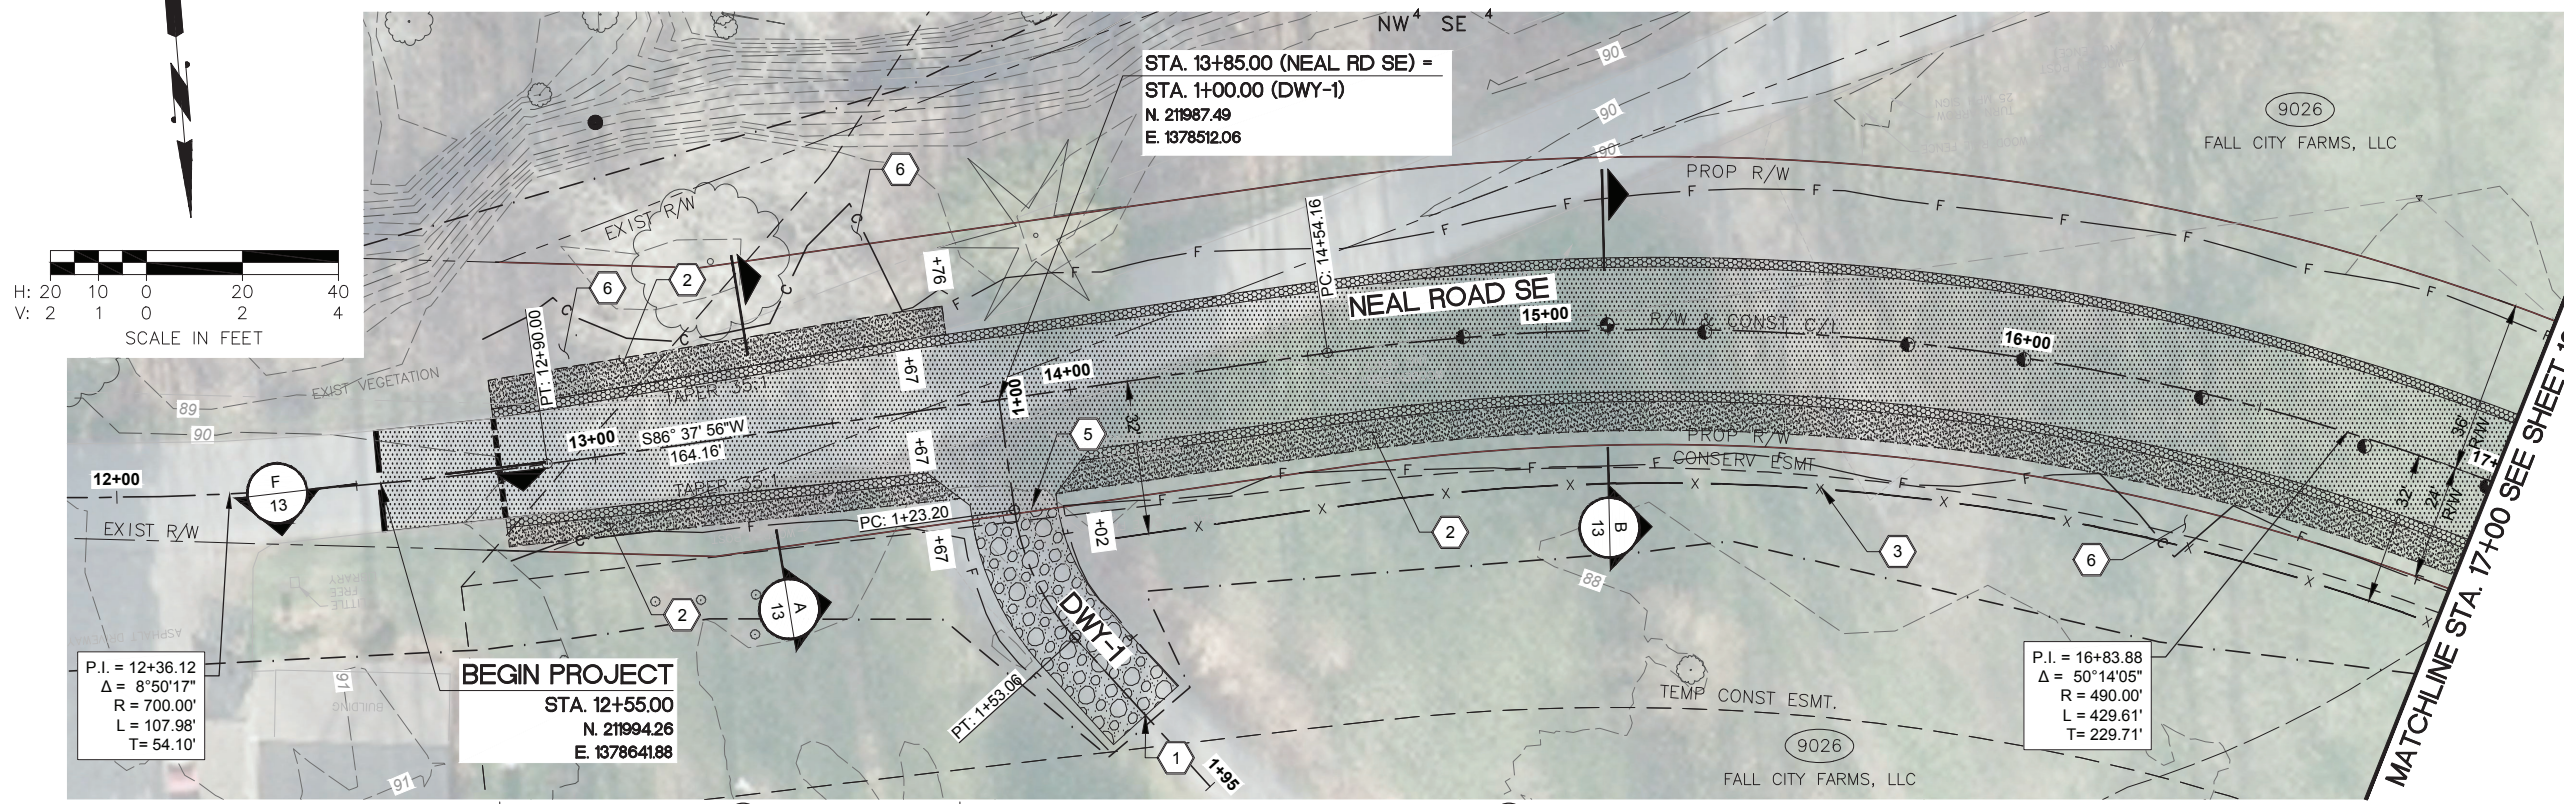 NW 4 SE 4
STA. 13+85.00 (NEAL RD SE) =
STA. 1+00.00 (DWY-1)
N. 211987.49
E. 1378512.06
90
90
90
9026
FALL CITY FARMS, LLC
H: 20 10 0 20 40
V: 2 1 0 2 4
SCALE IN FEET
EXIST R/W
6
2
6
C
C
C
C
+76
PROP R/W
F F F F F F F F F F F
PC: 14+54.16
NEAL ROAD SE
15+00
R/W & CONST C/L
16+00
PT: 12+90.00
EXIST VEGETATION
89
90
TAPER 35:1
+67
1+00
14+00
13+00
S86° 37' 56"W
164.16'
+67
5
32'
12+00
F
13
EXIST R/W
TAPER 35:1
PC: 1+23.20
+67
+02
PROP R/W
CONSERV ESMT
F F F F F F F
X X X X X X X X
2
B
13
3
6
C
88
36'
R/W
32'
24'
R/W
17+
MATCHLINE STA. 17+00 SEE SHEET
LITTLE
FREE
ASPHALT
BUILDING
91
91
2
A
13
DWY-1
PT: 1+53.06
1
1+95
P.I. = 12+36.12
Δ = 8°50'17"
R = 700.00'
L = 107.98'
T= 54.10'
BEGIN PROJECT
STA. 12+55.00
N. 211994.26
E. 1378641.88
TEMP CONST ESMT.
9026
FALL CITY FARMS, LLC
P.I. = 16+83.88
Δ = 50°14'05"
R = 490.00'
L = 429.61'
T= 229.71'